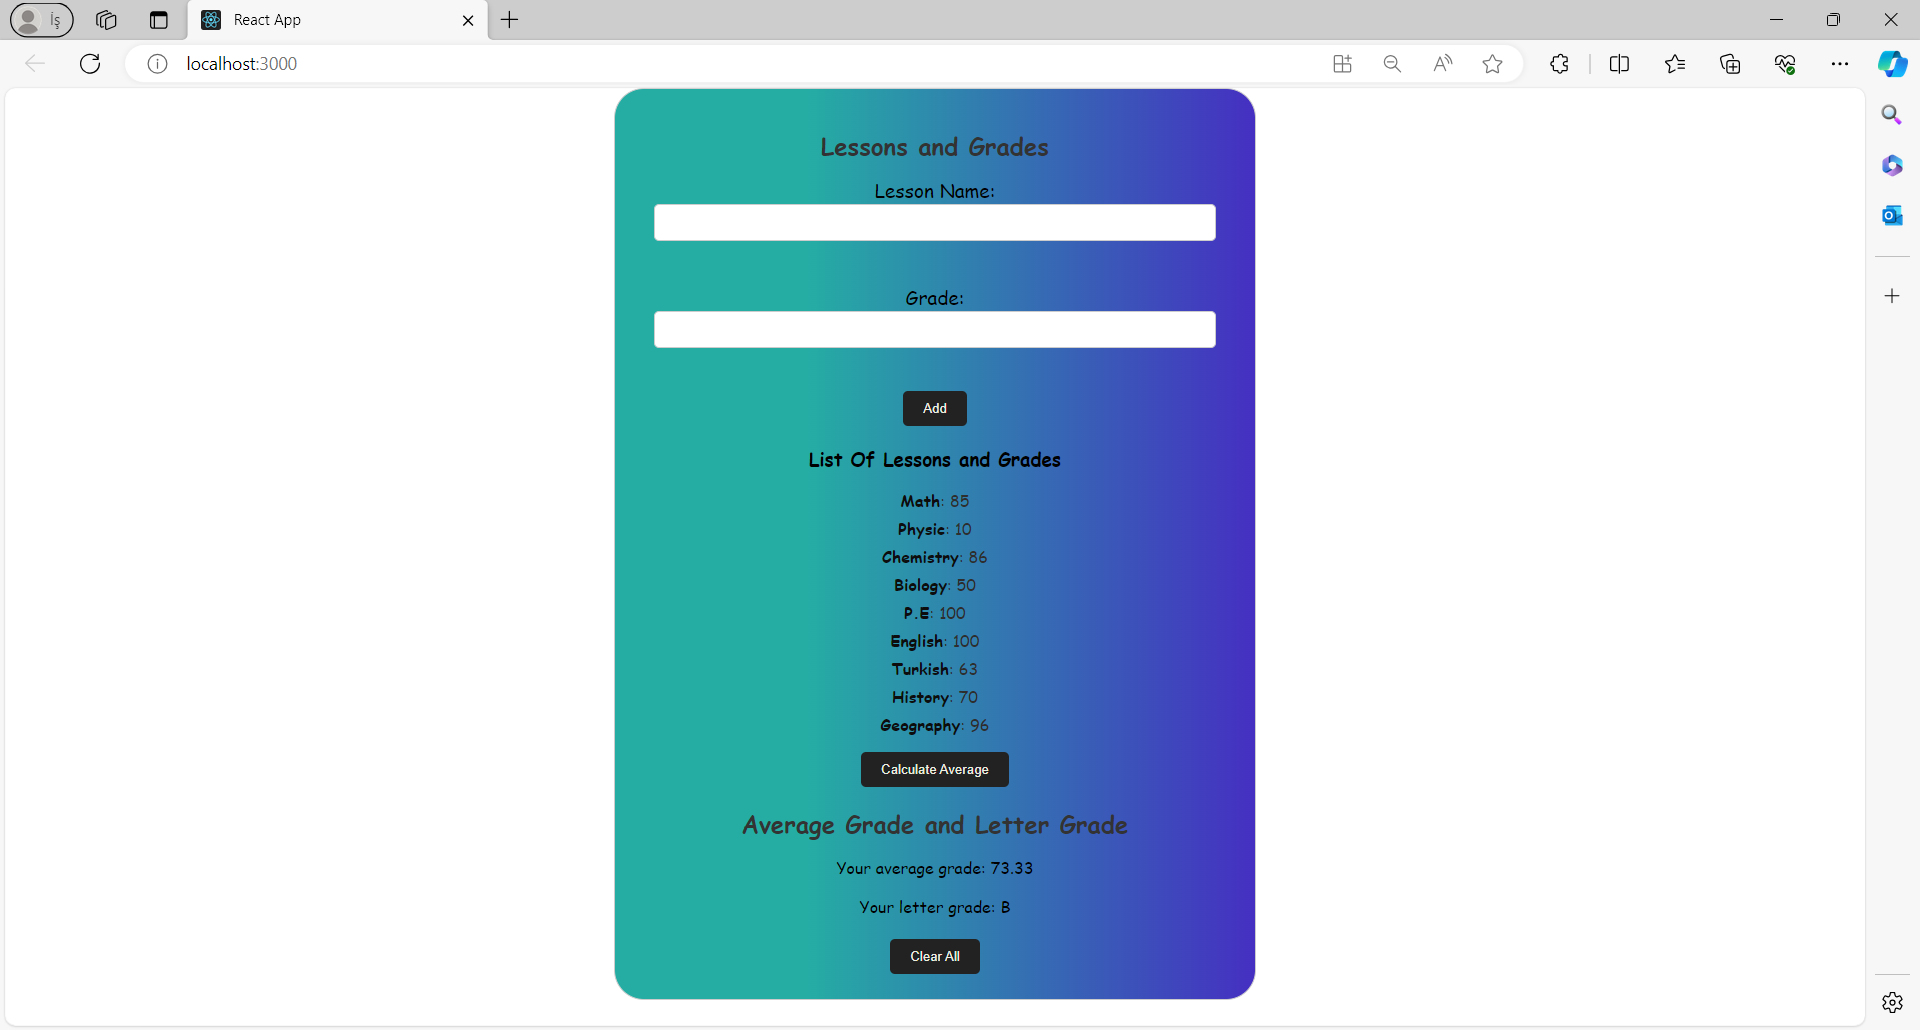 İş
React App
localhost:3000
Lessons and Grades
Lesson Name:
Grade:
Add
List Of Lessons and Grades
Math: 85
Physic: 10
Chemistry: 86
Biology: 50
P.E: 100
English: 100
Turkish: 63
History: 70
Geography: 96
Calculate Average
Average Grade and Letter Grade
Your average grade: 73.33
Your letter grade: B
Clear All